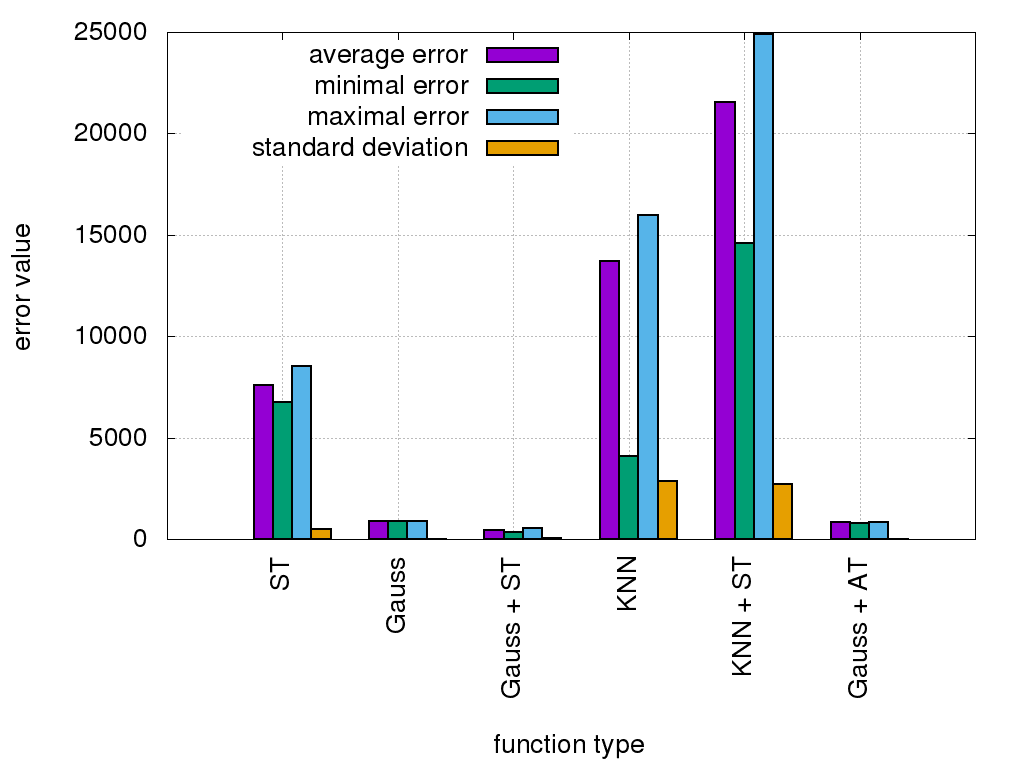 25000
20000
15000
10000
5000
0
error value
average error
minimal error
maximal error
standard deviation
ST
Gauss
Gauss + ST
KNN
KNN + ST
Gauss + AT
function type